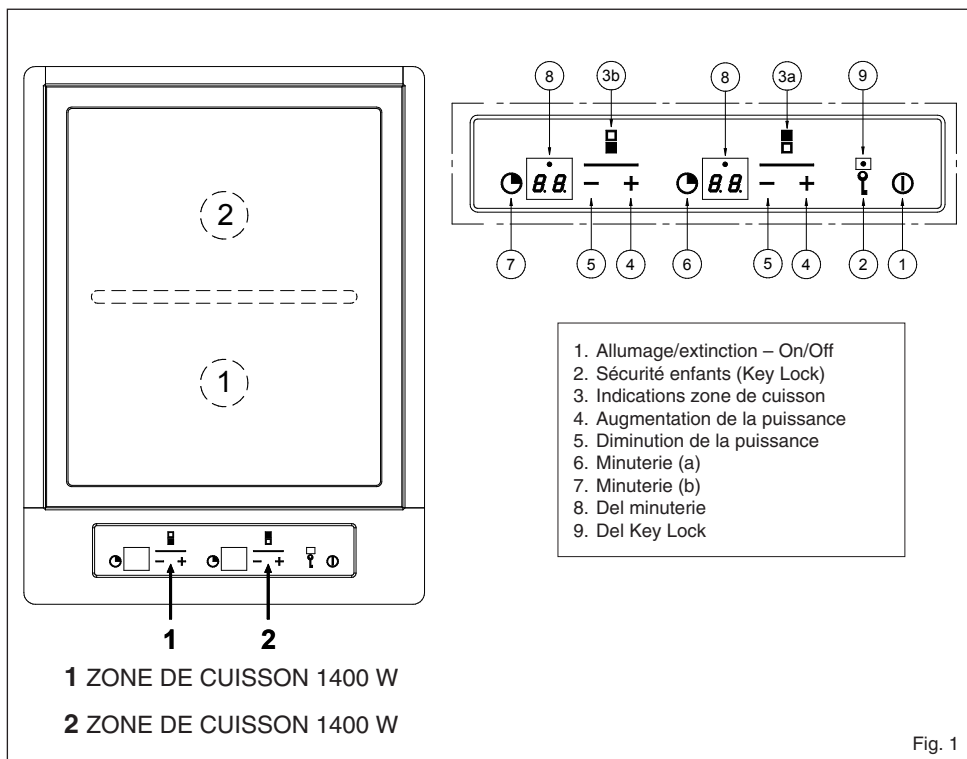 8 3b 8 3a 9
8.8. − + 8.8. − +
7 5 4 6 5 4 2 1
2
1
− + − +
1 2
1 ZONE DE CUISSON 1400 W
2 ZONE DE CUISSON 1400 W
1. Allumage/extinction – On/Off
2. Sécurité enfants (Key Lock)
3. Indications zone de cuisson
4. Augmentation de la puissance
5. Diminution de la puissance
6. Minuterie (a)
7. Minuterie (b)
8. Del minuterie
9. Del Key Lock
Fig. 1